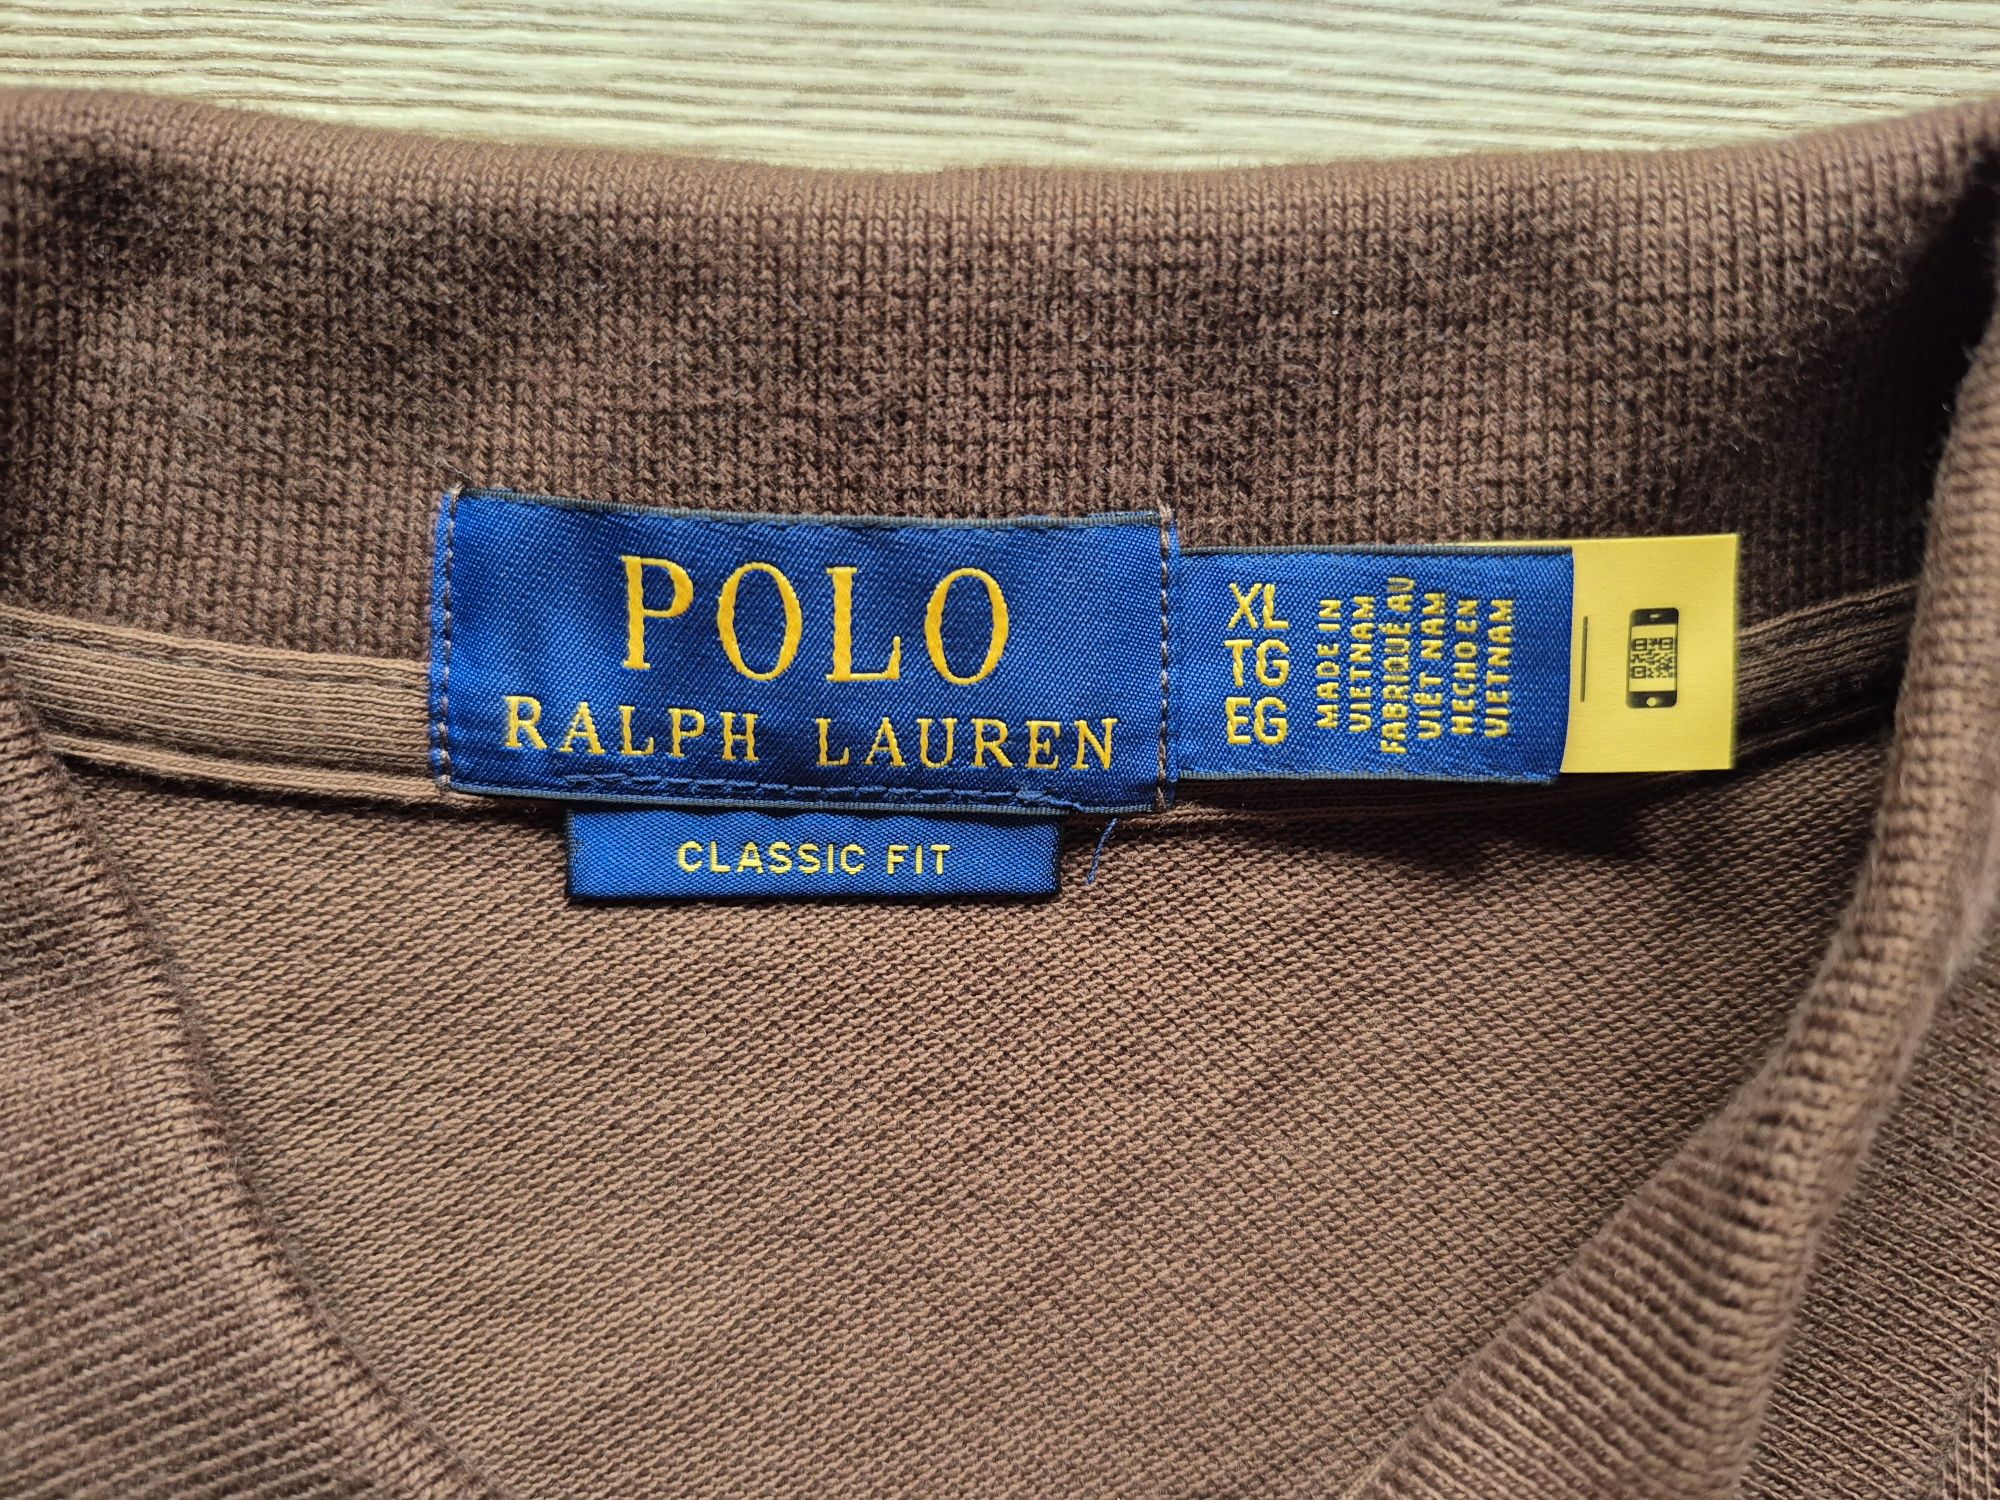 POLO
RALPH LAUREN
CLASSIC FIT
XL
TG
EG
MADE IN
VIETNAM
FABRIQUÉ AU
VIÊT NAM
HECHO EN
VIETNAM